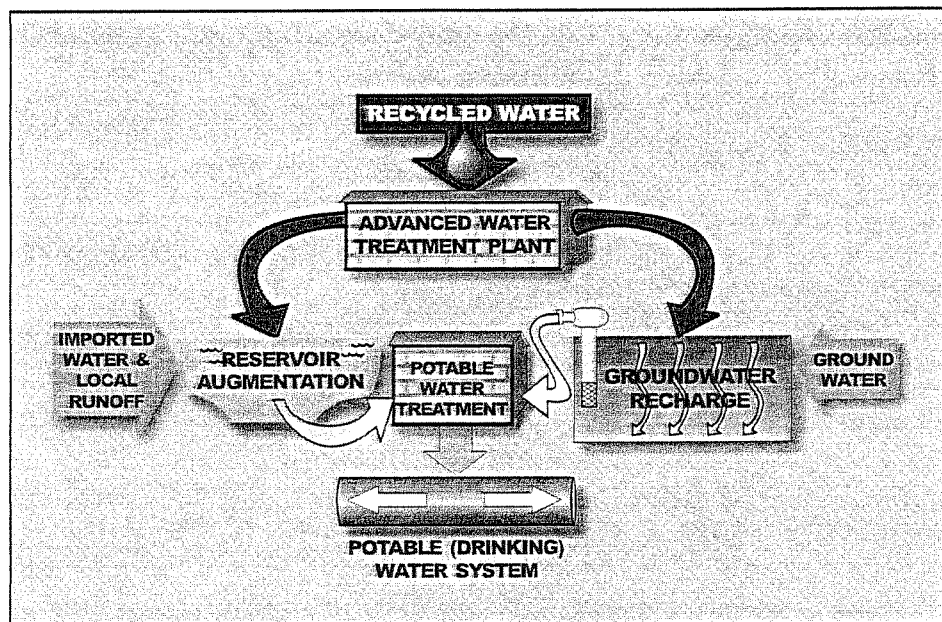 RECYCLED WATER
ADVANCED WATER
TREATMENT PLANT
IMPORTED
WATER &
LOCAL
RUNOFF
RESERVOIR
AUGMENTATION
POTABLE
WATER
TREATMENT
GROUNDWATER
RECHARGE
GROUND
WATER
POTABLE (DRINKING)
WATER SYSTEM